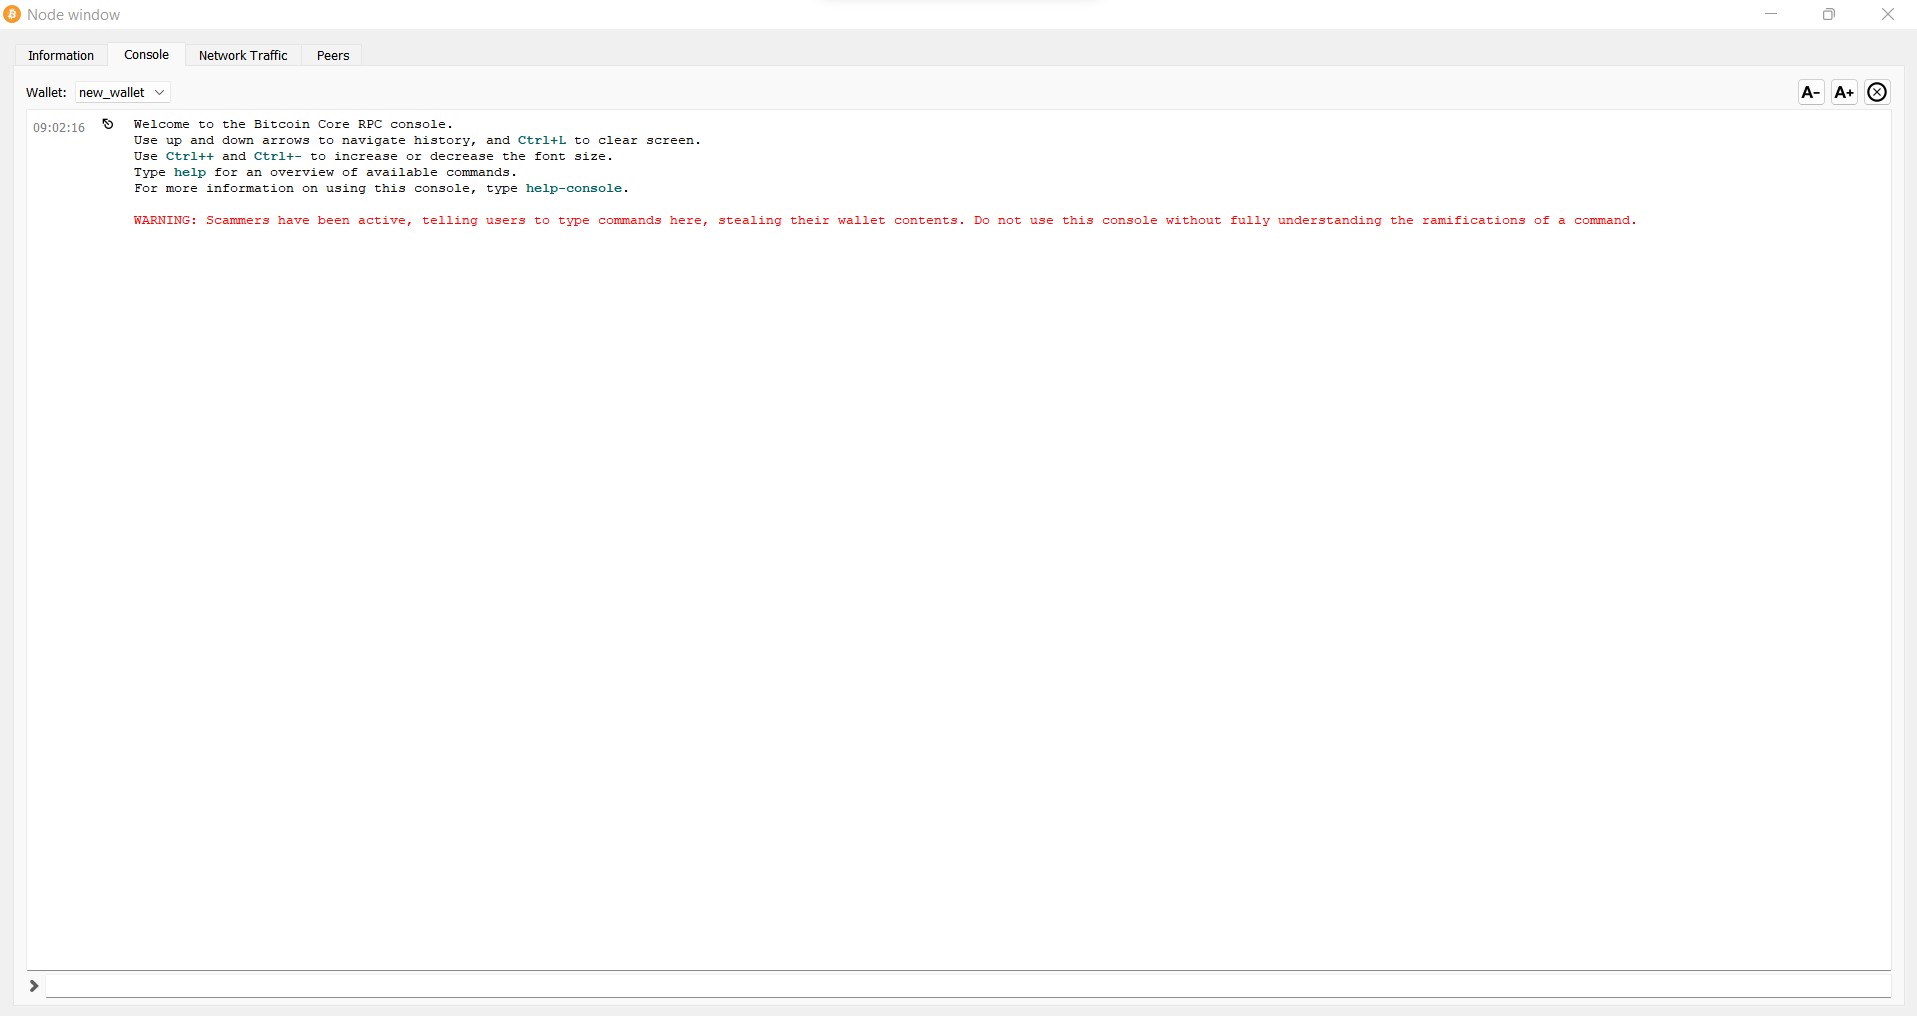 Node window
Information Console Network Traffic Peers
Wallet: new_wallet
A- A+
09:02:16 Welcome to the Bitcoin Core RPC console.
Use up and down arrows to navigate history, and Ctrl+L to clear screen.
Use Ctrl++ and Ctrl+- to increase or decrease the font size.
Type help for an overview of available commands.
For more information on using this console, type help-console.
WARNING: Scammers have been active, telling users to type commands here, stealing their wallet contents. Do not use this console without fully understanding the ramifications of a command.